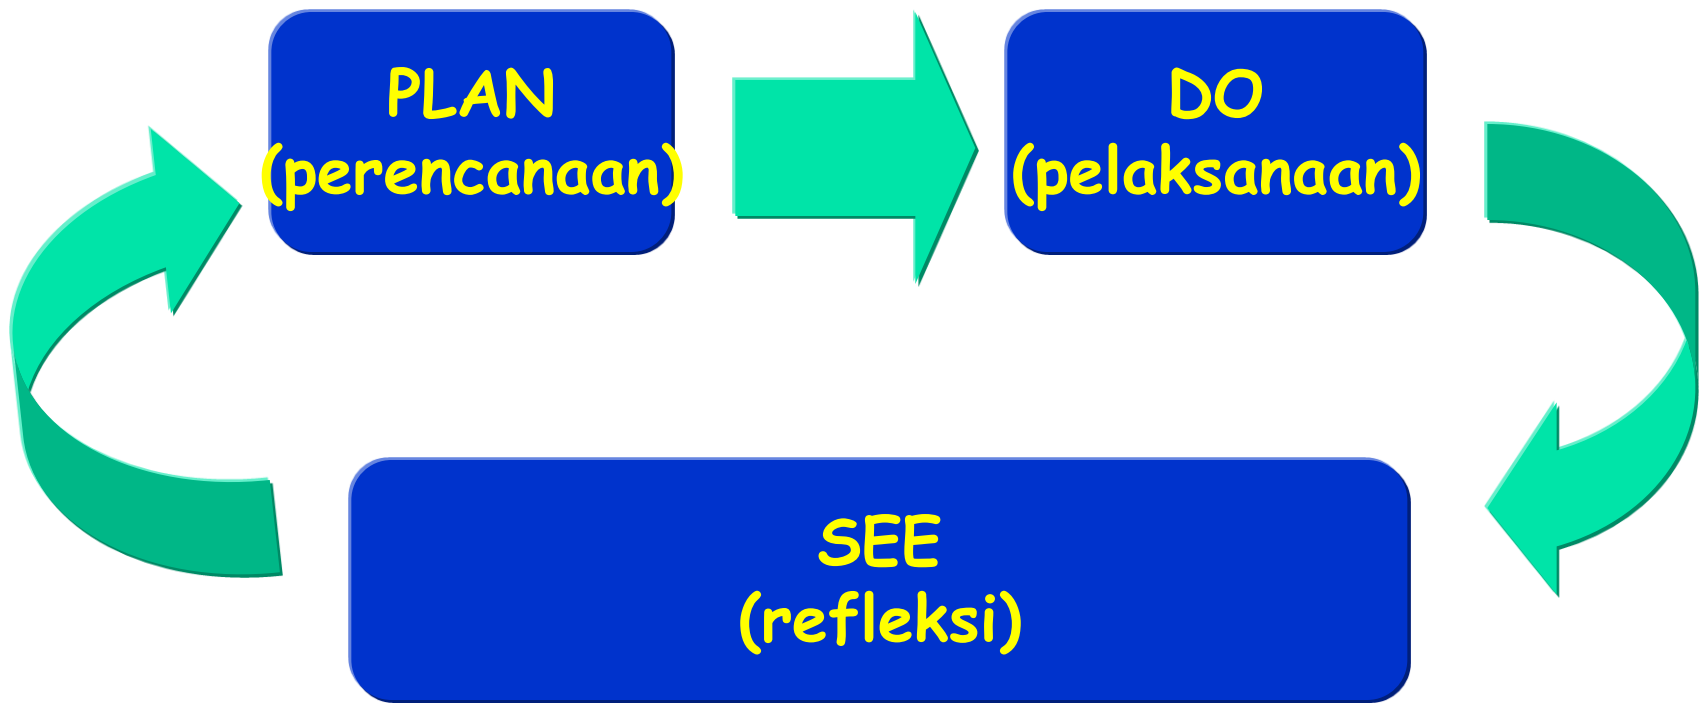 PLAN
(perencanaan)
DO
(pelaksanaan)
SEE
(refleksi)